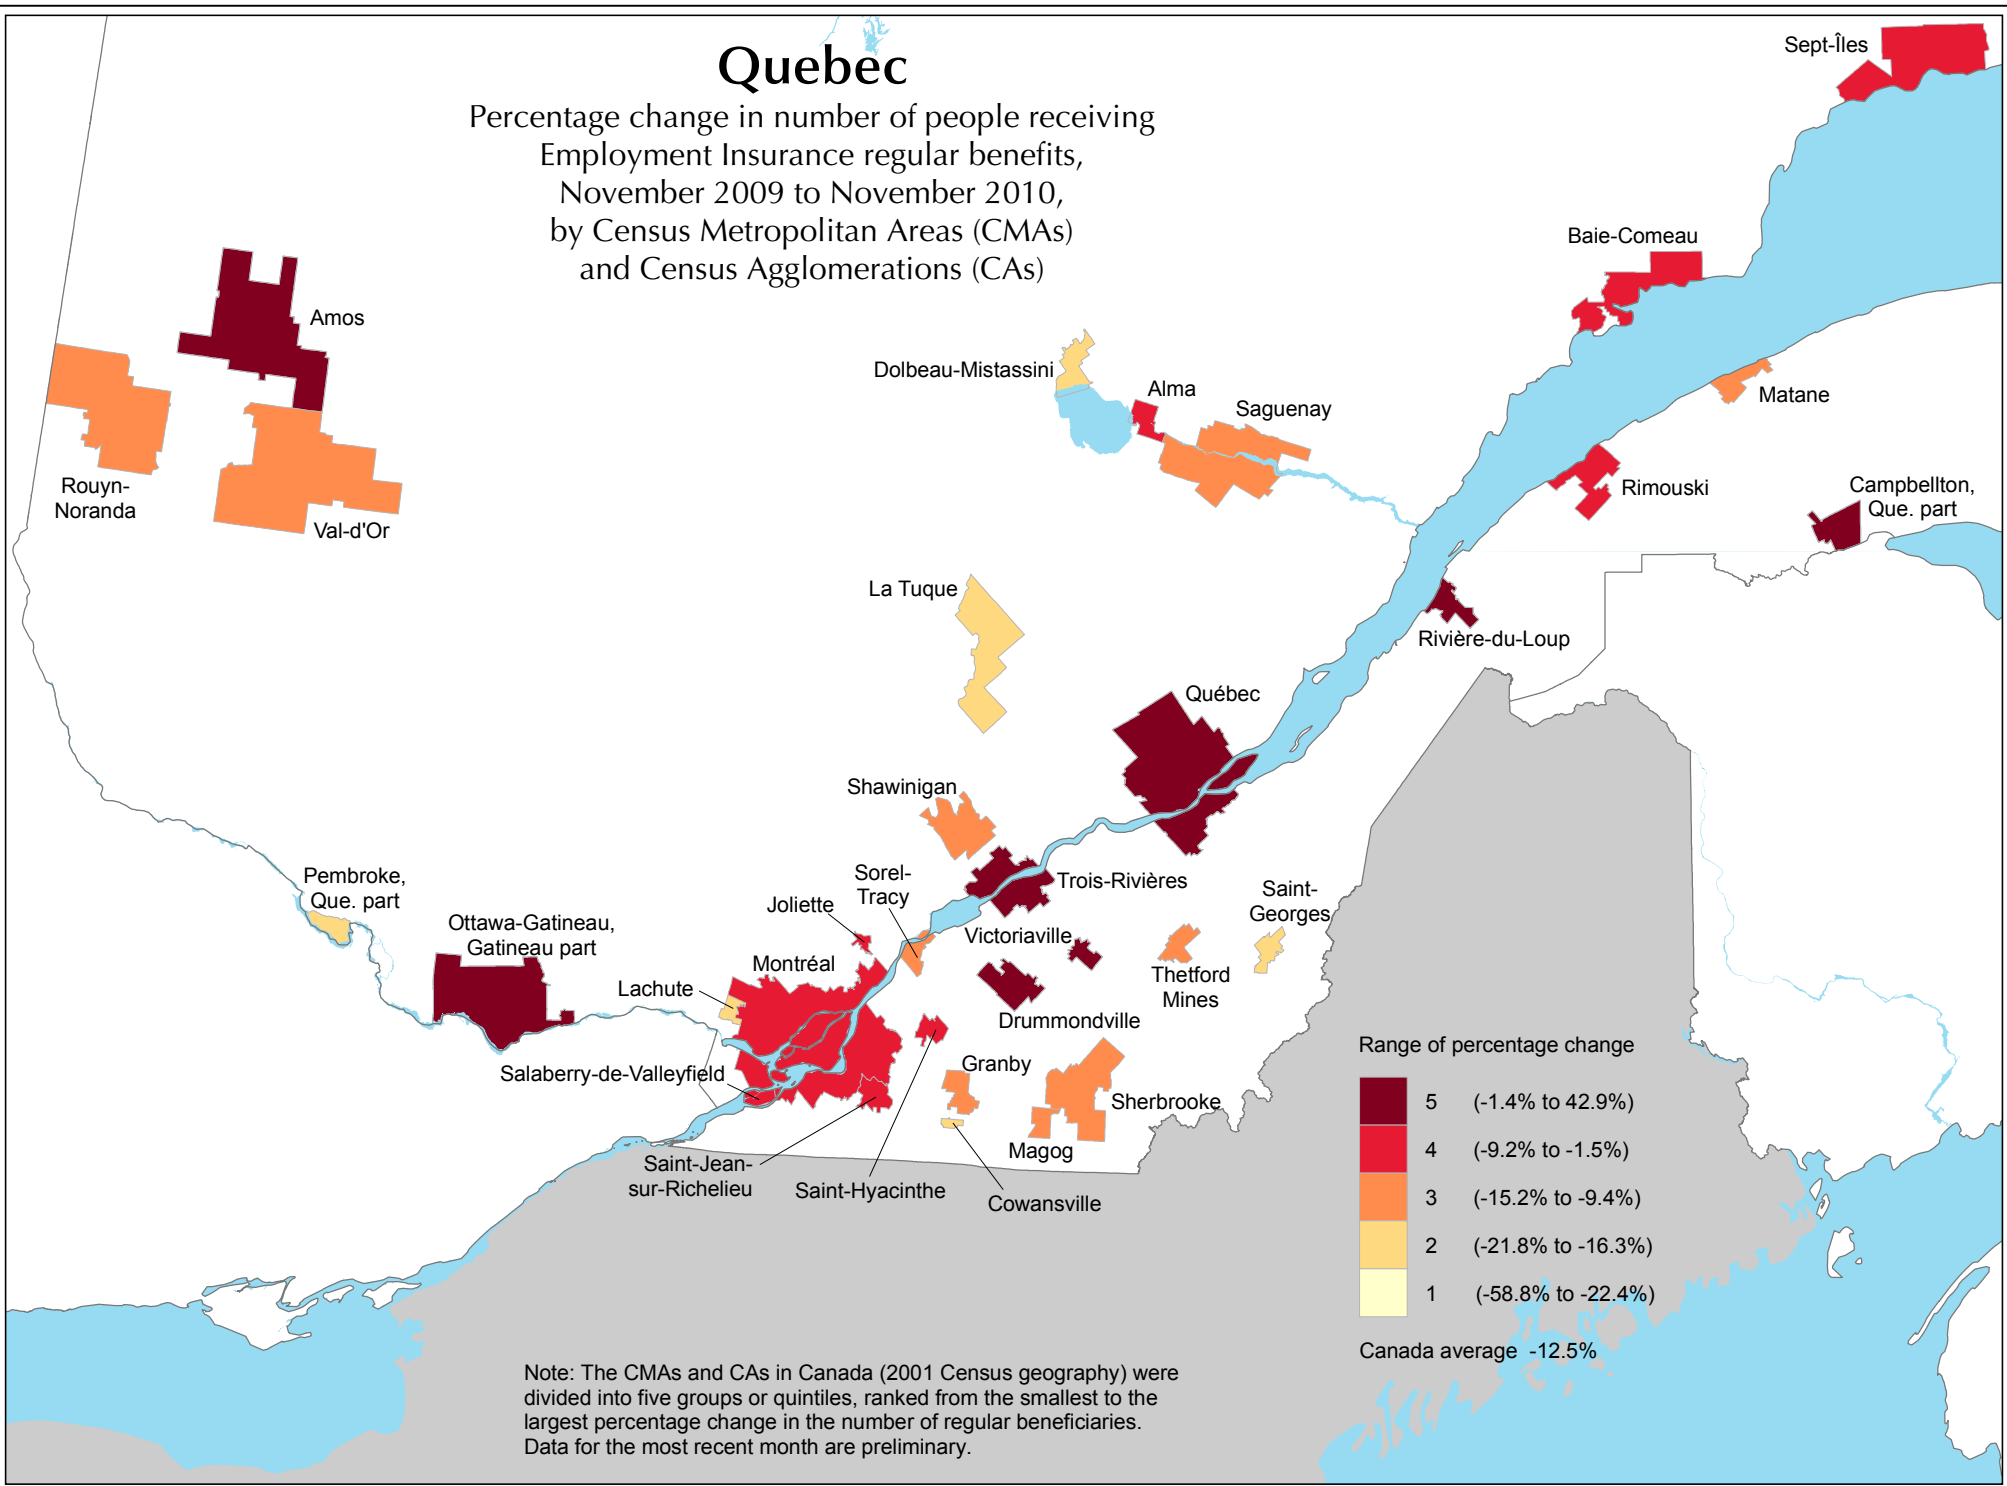 Quebec
Percentage change in number of people receiving
Employment Insurance regular benefits,
November 2009 to November 2010,
by Census Metropolitan Areas (CMAs)
and Census Agglomerations (CAs)
Sept-Îles
Baie-Comeau
Amos
Dolbeau-Mistassini
Alma
Matane
Saguenay
Rouyn-
Noranda
Rimouski
Campbellton,
Que. part
Val-d'Or
La Tuque
Rivière-du-Loup
Québec
Shawinigan
Pembroke,
Que. part
Sorel-
Tracy
Trois-Rivières
Saint-
Georges
Joliette
Ottawa-Gatineau,
Gatineau part
Victoriaville
Montréal
Thetford
Mines
Lachute
Drummondville
Granby
Salaberry-de-Valleyfield
Sherbrooke
Magog
Saint-Jean-
sur-Richelieu
Saint-Hyacinthe
Cowansville
Range of percentage change
5 (-1.4% to 42.9%)
4 (-9.2% to -1.5%)
3 (-15.2% to -9.4%)
2 (-21.8% to -16.3%)
1 (-58.8% to -22.4%)
Canada average -12.5%
Note: The CMAs and CAs in Canada (2001 Census geography) were
divided into five groups or quintiles, ranked from the smallest to the
largest percentage change in the number of regular beneficiaries.
Data for the most recent month are preliminary.